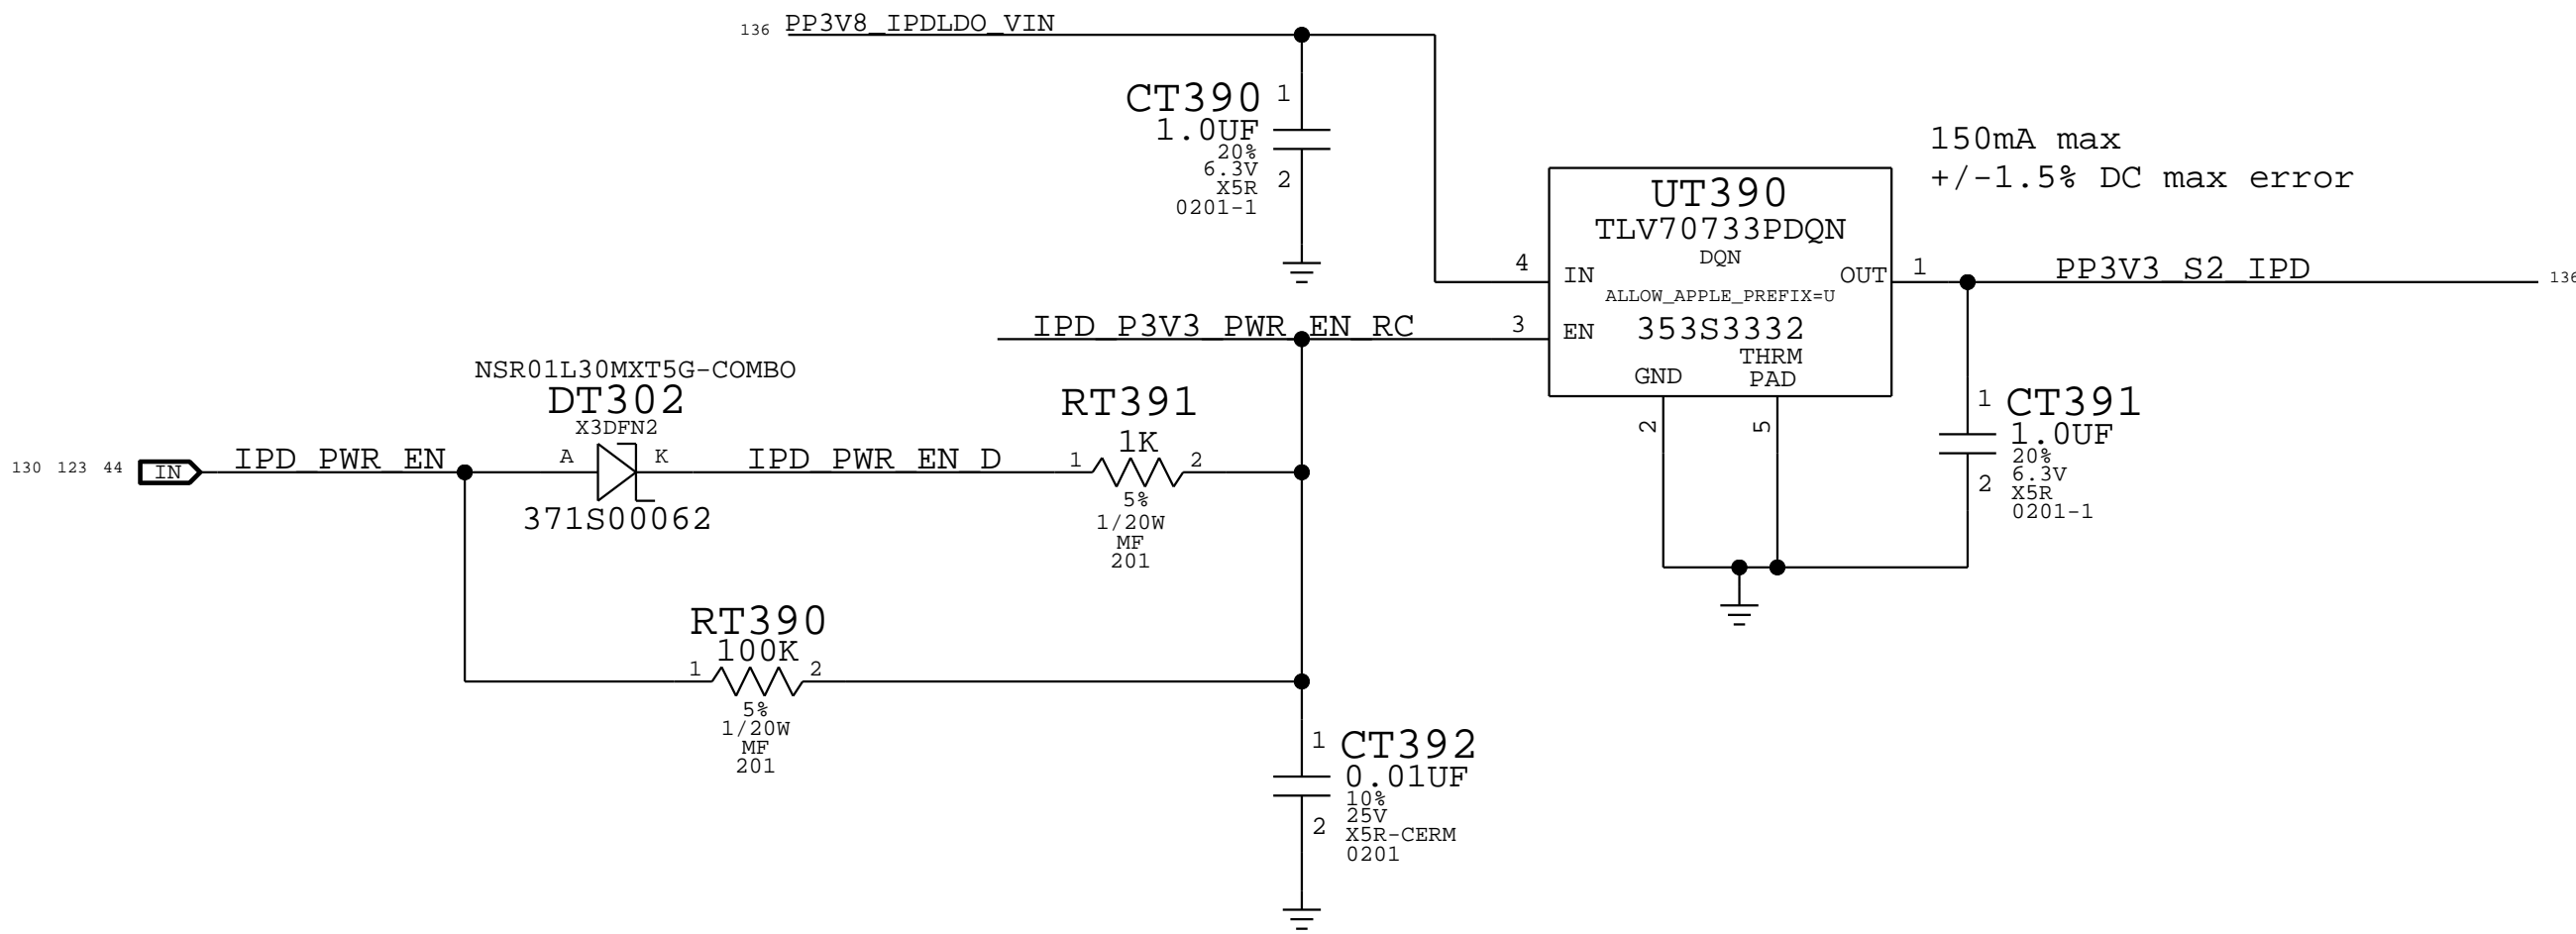 136 PP3V8_IPDLDO_VIN
CT390 1
1.0UF
20%
6.3V
X5R
2
0201-1
150mA max
+/-1.5% DC max error
UT390
TLV70733PDQN
DQN
4 IN
OUT 1
PP3V3_S2_IPD 136
ALLOW_APPLE_PREFIX=U
IPD_P3V3_PWR_EN_RC
3 EN
353S3332
THRM
PAD
GND
2
5
1 CT391
1.0UF
20%
6.3V
2
X5R
0201-1
NSR01L30MXT5G-COMBO
DT302
X3DFN2
130 123 44 IN IPD_PWR_EN
A K
371S00062
IPD_PWR_EN_D
RT391
1K
1 2
5%
1/20W
MF
201
RT390
100K
1 2
5%
1/20W
MF
201
1 CT392
0.01UF
10%
25V
2
X5R-CERM
0201